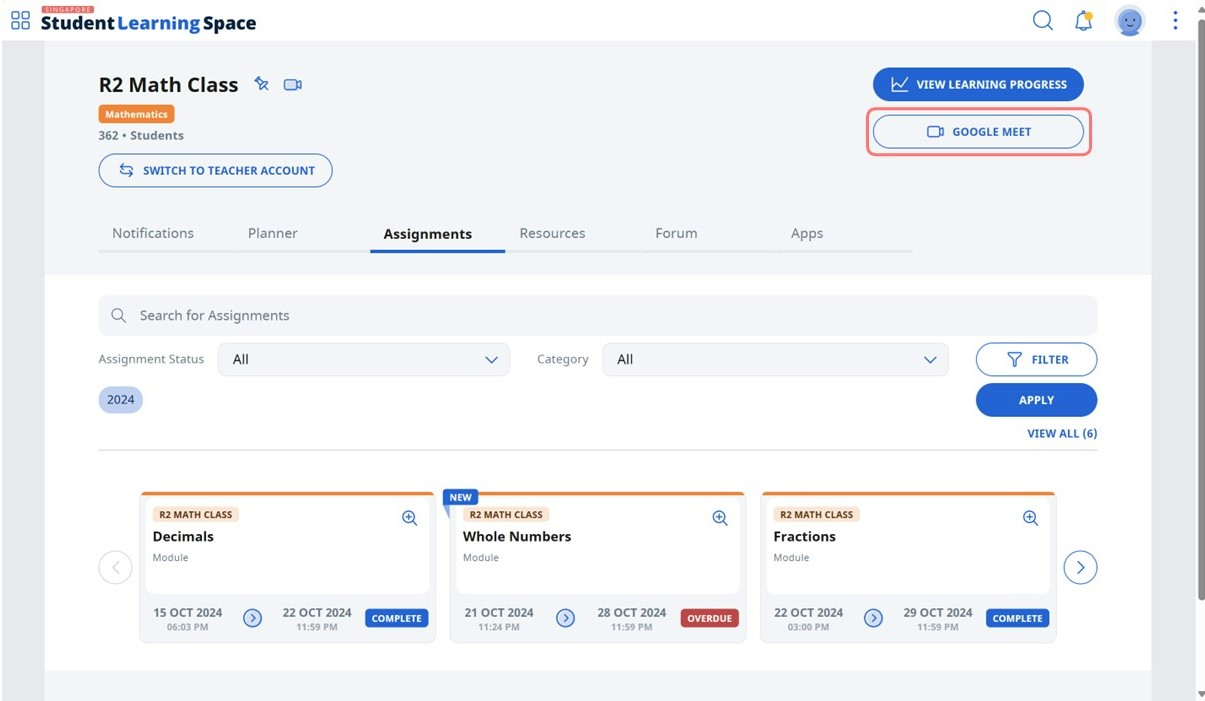 SINGAPORE
Student Learning Space
R2 Math Class
VIEW LEARNING PROGRESS
Mathematics
GOOGLE MEET
362 • Students
SWITCH TO TEACHER ACCOUNT
Notifications Planner Assignments Resources Forum Apps
Search for Assignments
Assignment Status All Category All FILTER
2024 APPLY
VIEW ALL (6)
R2 MATH CLASS
Decimals
Module
15 OCT 2024 22 OCT 2024 COMPLETE
06:03 PM 11:59 PM
NEW
R2 MATH CLASS
Whole Numbers
Module
21 OCT 2024 28 OCT 2024 OVERDUE
11:24 PM 11:59 PM
R2 MATH CLASS
Fractions
Module
22 OCT 2024 29 OCT 2024 COMPLETE
03:00 PM 11:59 PM